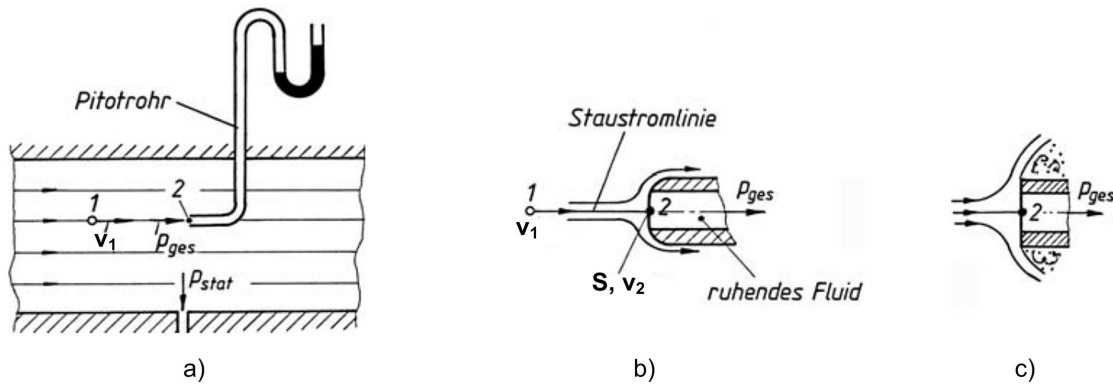 Pitotrohr
1
2
v₁
pges
pstat
a)
Staustromlinie
1
v₁
2
pges
S, v₂
ruhendes Fluid
b)
2
pges
c)